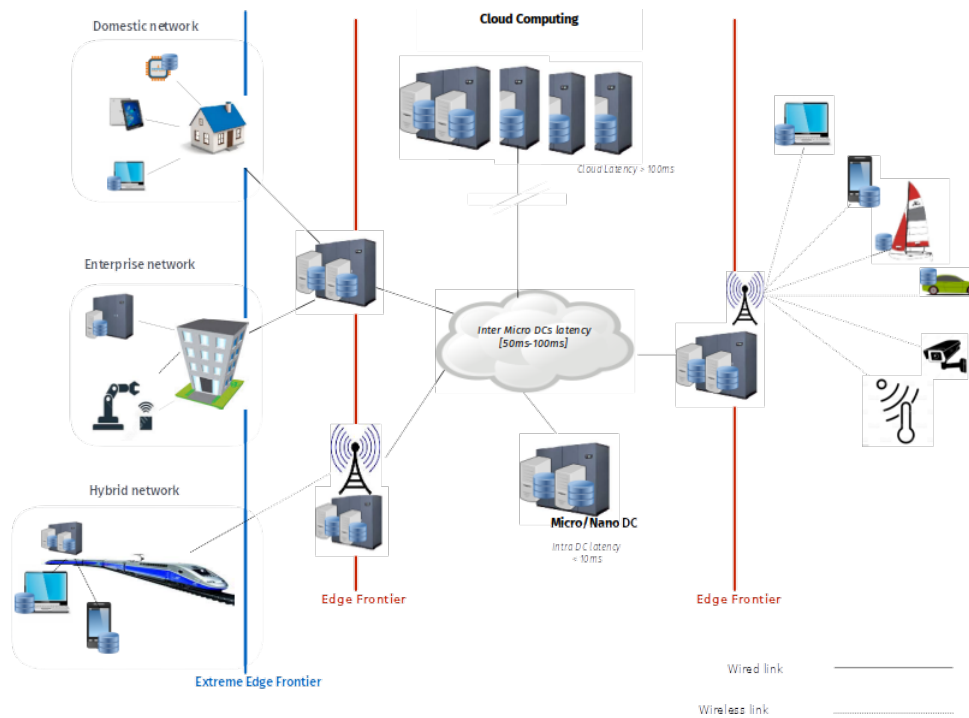 Domestic network
Cloud Computing
Cloud Latency > 100ms
Enterprise network
Inter Micro DCs latency
[50ms-100ms]
Hybrid network
Micro/Nano DC
Intra DC latency
< 10ms
Edge Frontier
Edge Frontier
Extreme Edge Frontier
Wired link
Wireless link